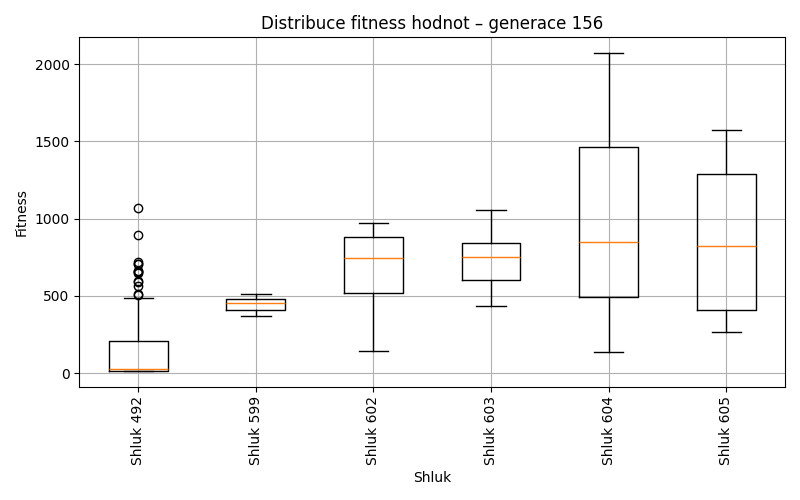 Distribuce fitness hodnot – generace 156
Fitness
2000
1500
1000
500
0
Shluk 492
Shluk 599
Shluk 602
Shluk 603
Shluk 604
Shluk 605
Shluk